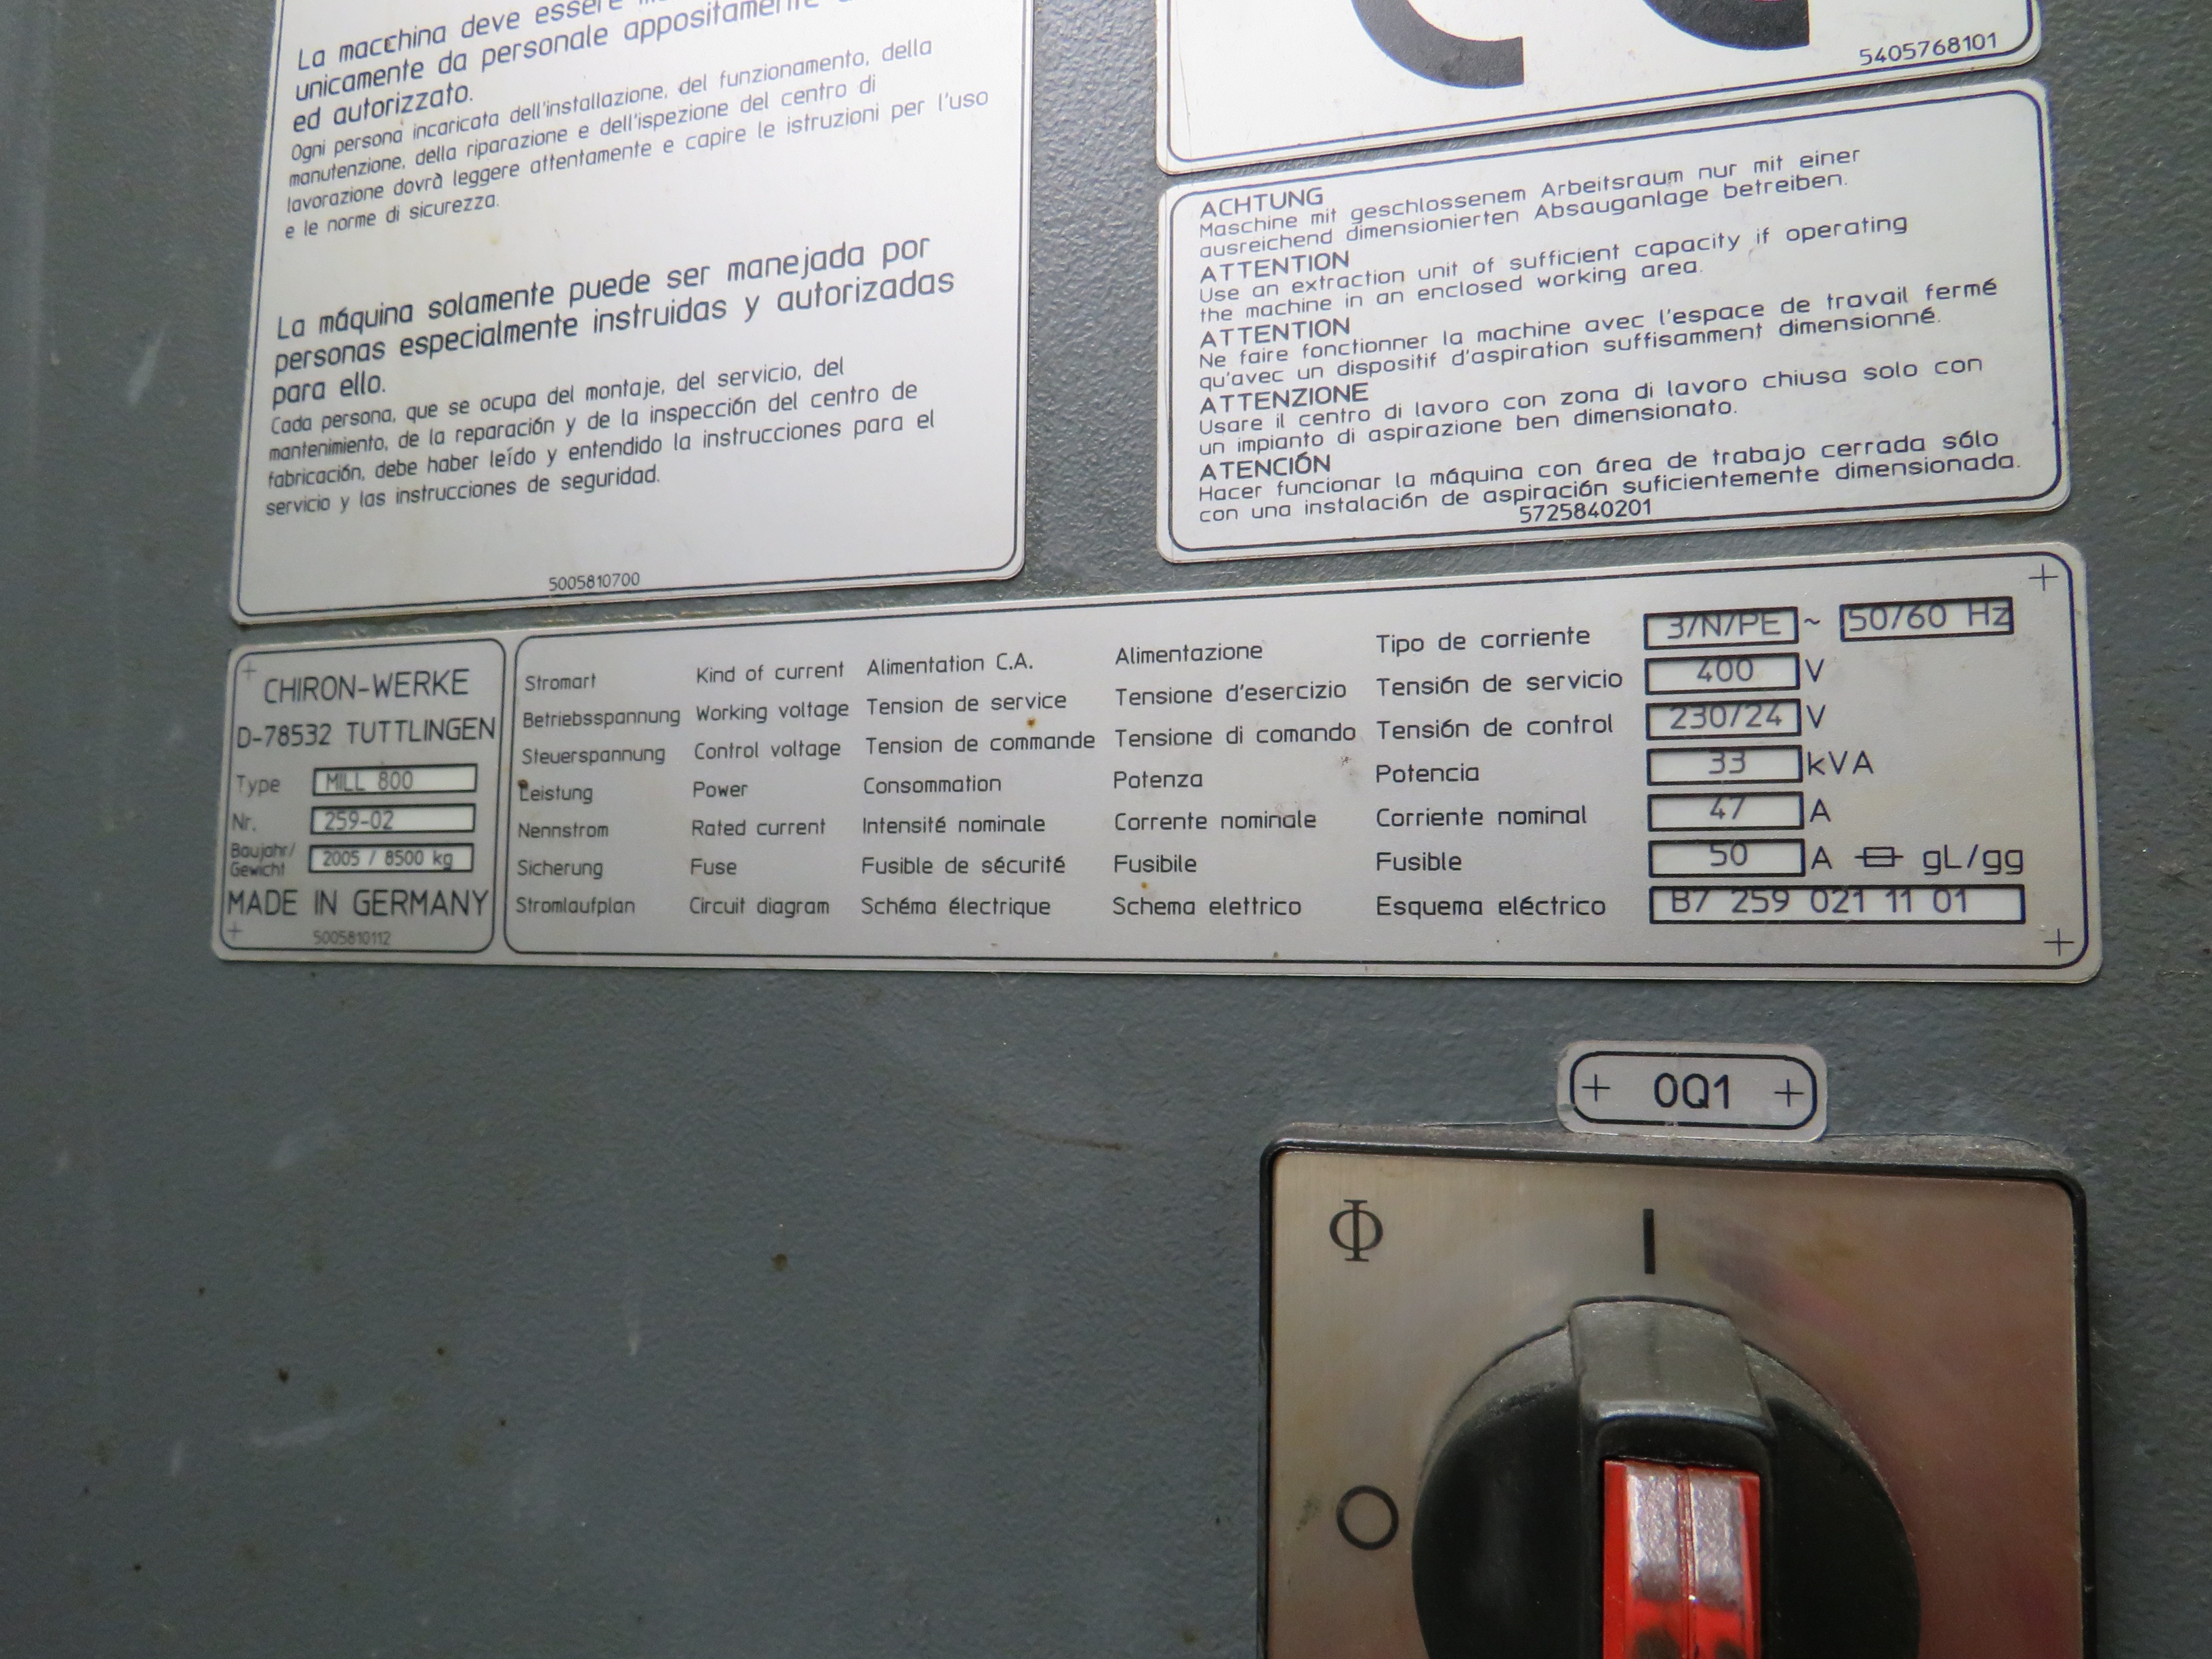 La macchina deve essere
unicamente da personale appositamente
ed autorizzato.
Ogni persona incaricata dell'installazione, del funzionamento, della
manutenzione, della riparazione e dell'ispezione del centro di
lavorazione dovrà leggere attentamente e capire le istruzioni per l'uso
e le norme di sicurezza.
La máquina solamente puede ser manejada por
personas especialmente instruidas y autorizadas
para ello.
Cada persona, que se ocupa del montaje, del servicio, del
mantenimiento, de la reparación y de la inspección del centro de
fabricación, debe haber leído y entendido la instrucciones para el
servicio y las instrucciones de seguridad.
5005810700
5405768101
ACHTUNG
Maschine mit geschlossenem Arbeitsraum nur mit einer
ausreichend dimensionierten Absauganlage betreiben.
ATTENTION
Use an extraction unit of sufficient capacity if operating
the machine in an enclosed working area.
ATTENTION
Ne faire fonctionner la machine avec l'espace de travail fermé
qu'avec un dispositif d'aspiration suffisamment dimensionné.
ATTENZIONE
Usare il centro di lavoro con zona di lavoro chiusa solo con
un impianto di aspirazione ben dimensionato.
ATENCIÓN
Hacer funcionar la máquina con área de trabajo cerrada sólo
con una instalación de aspiración suficientemente dimensionada.
5725840201
CHIRON-WERKE
D-78532 TUTTLINGEN
Type MILL 800
Nr. 259-02
Baujahr/
Gewicht 2005 / 8500 kg
MADE IN GERMANY
5005810112
Stromart Kind of current Alimentation C.A. Alimentazione Tipo de corriente 3/N/PE ~ 50/60 Hz
Betriebsspannung Working voltage Tension de service Tensione d'esercizio Tensión de servicio 400 V
Steuerspannung Control voltage Tension de commande Tensione di comando Tensión de control 230/24 V
Leistung Power Consommation Potenza Potencia 33 kVA
Nennstrom Rated current Intensité nominale Corrente nominale Corriente nominal 47 A
Sicherung Fuse Fusible de sécurité Fusibile Fusible 50 A gL/gg
Stromlaufplan Circuit diagram Schéma électrique Schema elettrico Esquema eléctrico B7 259 021 11 01
0Q1
Φ I
O